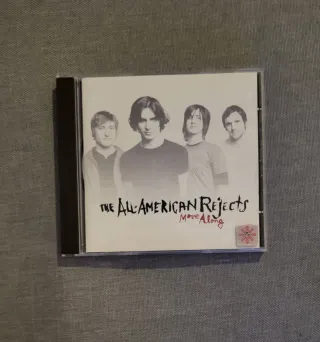 THE ALL-AMERICAN REJECTS
Move Along